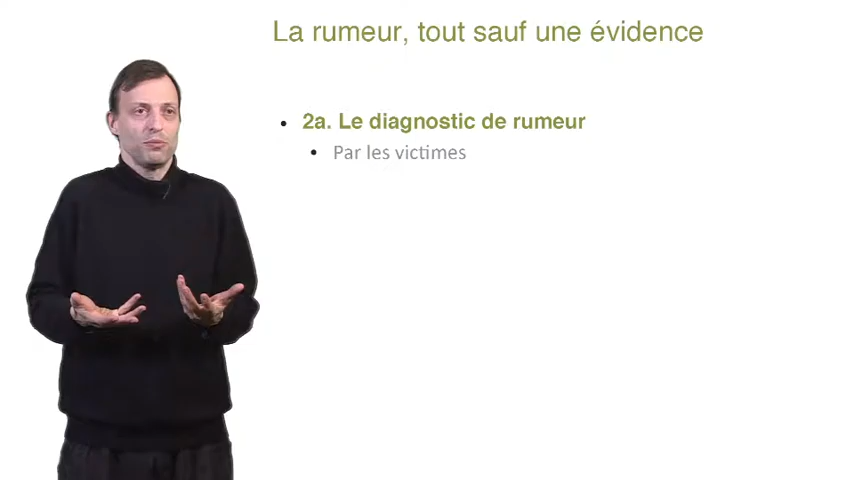 La rumeur, tout sauf une évidence
• 2a. Le diagnostic de rumeur
• Par les victimes